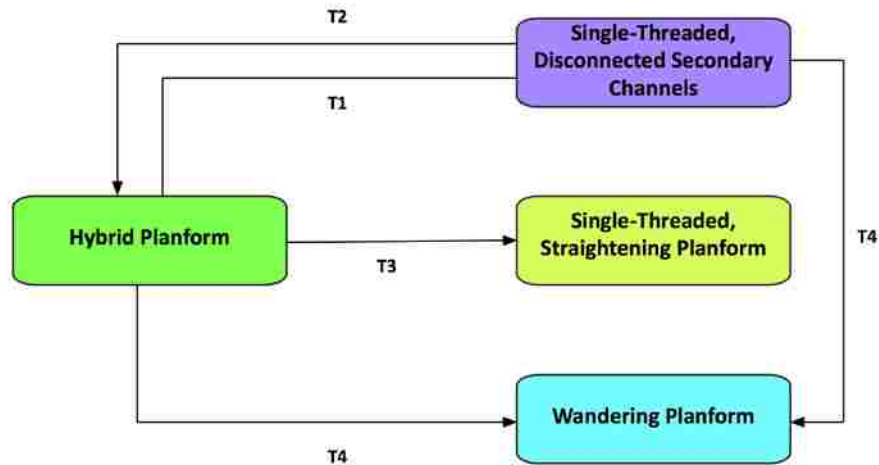 T2
Single-Threaded,
Disconnected Secondary
Channels
T1
Hybrid Planform
Single-Threaded,
Straightening Planform
T4
T3
Wandering Planform
T4